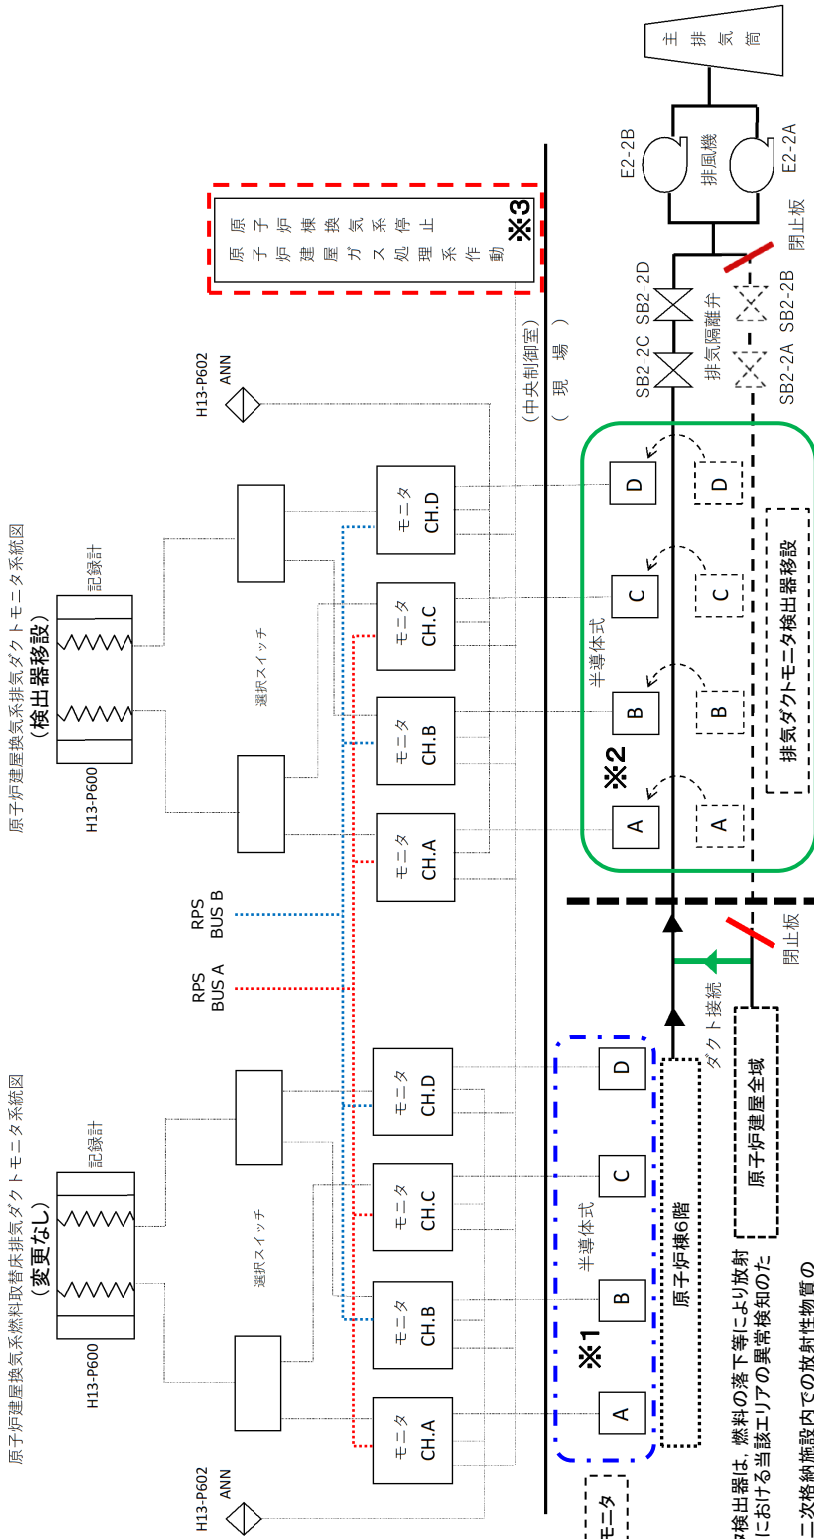 原子炉建屋換気系燃料取替床排気ダクトモニタ系統図
(変更なし)
原子炉建屋換気系排気ダクトモニタ系統図
(検出器移設)
H13-P600
記録計
H13-P600
記録計
選択スイッチ
選択スイッチ
H13-P602
ANN
H13-P602
ANN
RPS
BUS A
RPS
BUS B
原子炉棟換気系停止
原子炉建屋ガス処理系作動
※3
モニタ
CH.A
モニタ
CH.B
モニタ
CH.C
モニタ
CH.D
モニタ
CH.A
モニタ
CH.B
モニタ
CH.C
モニタ
CH.D
(中央制御室)
(現場)
※1
半導体式
A
B
C
D
※2
半導体式
A
B
C
D
A
B
C
D
排気ダクトモニタ検出器移設
原子炉棟6階
原子炉建屋全域
ダクト接続
閉止板
SB2-2C
SB2-2D
排気隔離弁
SB2-2A
SB2-2B
閉止板
E2-2B
排風機
E2-2A
主排気筒
モニタ
検出器は,燃料の落下等により放射
における当該エリアの異常検知のた
二次格納施設内での放射性物質の